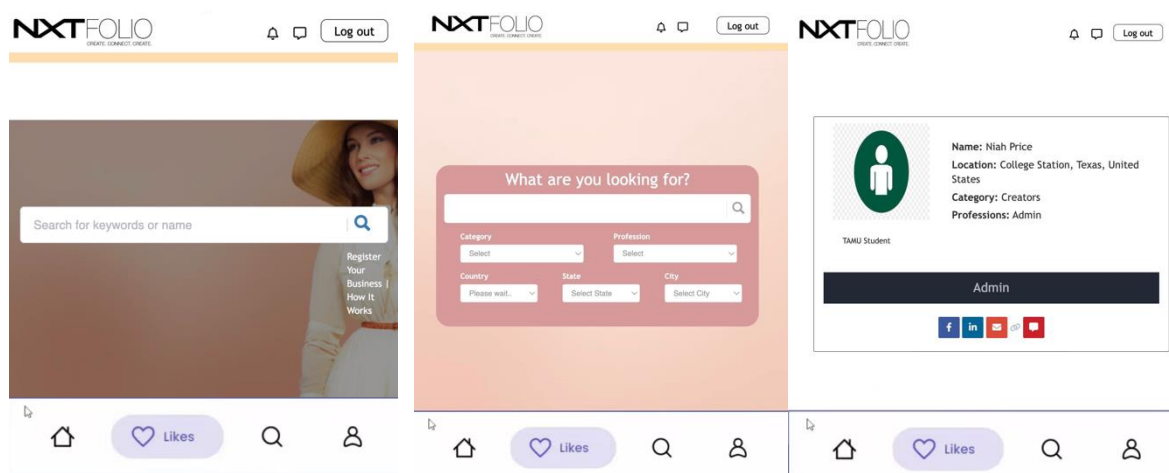 NXTFOLIO
CREATE. CONNECT. CREATE.
Log out
Search for keywords or name
Register
Your
Business |
How It
Works
Likes
NXTFOLIO
CREATE. CONNECT. CREATE.
Log out
What are you looking for?
Category
Profession
Select
Select
Country
State
City
Please wait..
Select State
Select City
Likes
NXTFOLIO
CREATE. CONNECT. CREATE.
Log out
Name: Niah Price
Location: College Station, Texas, United
States
Category: Creators
Professions: Admin
TAMU Student
Admin
Likes